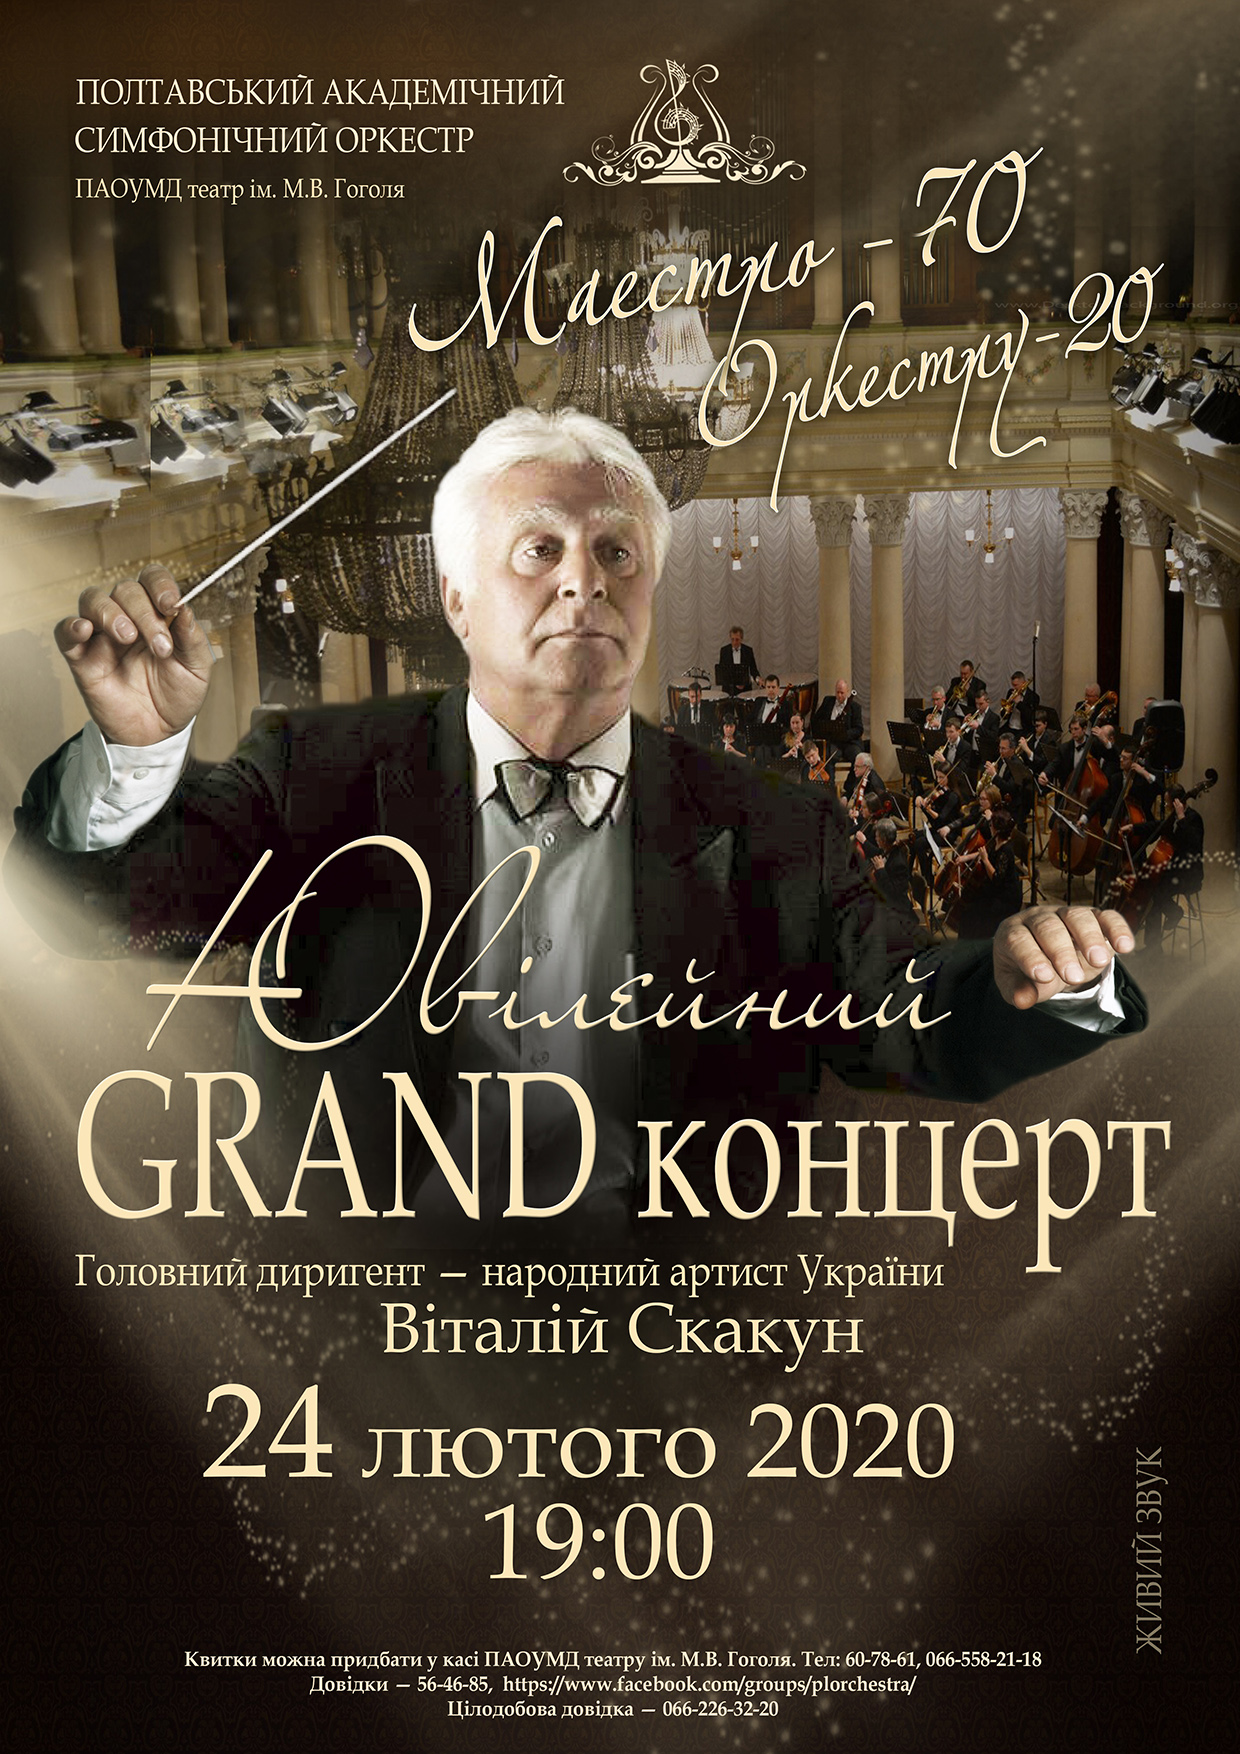 ПОЛТАВСЬКИЙ АКАДЕМІЧНИЙ
СИМФОНІЧНИЙ ОРКЕСТР
ПАОУМД театр ім. М.В. Гоголя
Маестро - 70
Оркестру - 20
Ювілейний
GRAND концерт
Головний диригент — народний артист України
Віталій Скакун
24 лютого 2020
19:00
ЖИВИЙ ЗВУК
Квитки можна придбати у касі ПАОУМД театру ім. М.В. Гоголя. Тел: 60-78-61, 066-558-21-18
Довідки — 56-46-85, https://www.facebook.com/groups/plorchestra/
Цілодобова довідка — 066-226-32-20